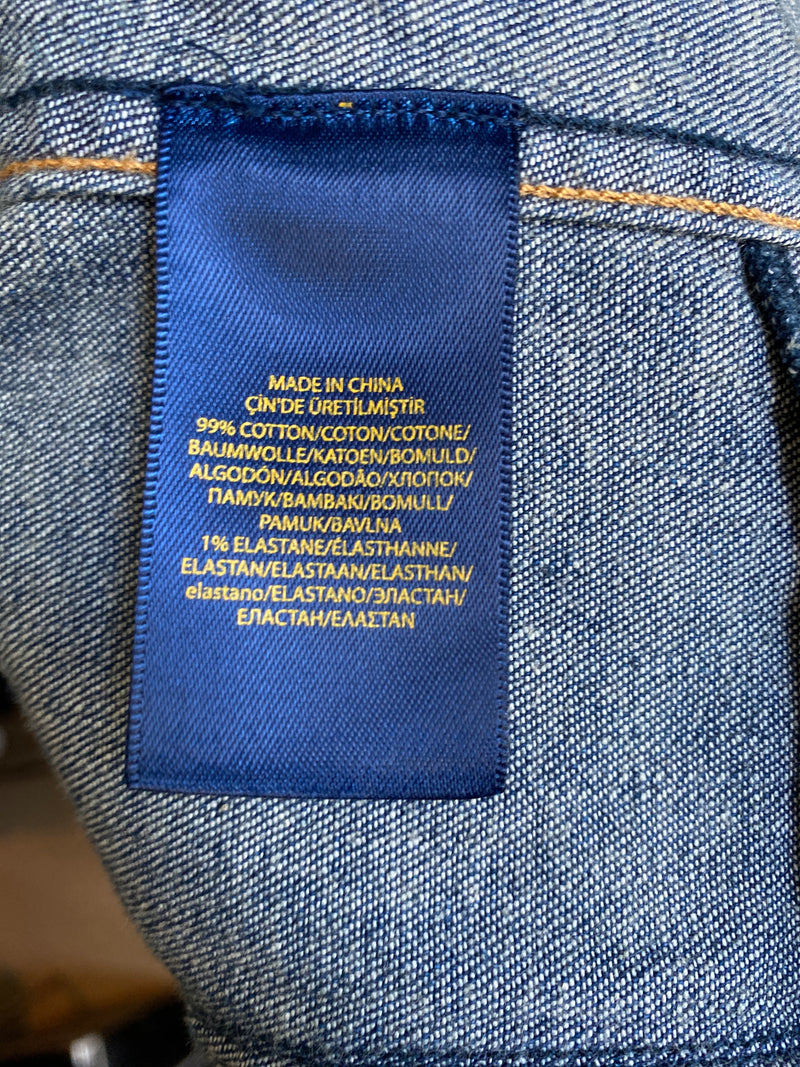 MADE IN CHINA
ÇİN'DE ÜRETİLMİŞTİR
99% COTTON/COTON/COTONE/
BAUMWOLLE/KATOEN/BOMULD/
ALGODÓN/ALGODÃO/ХЛОПОК/
ПАМУК/BAMBAKI/BOMULL/
PAMUK/BAVLNA
1% ELASTANE/ÉLASTHANNE/
ELASTAN/ELASTAAN/ELASTHAN/
elastano/ELASTANO/ЭЛАСТАН/
ЕЛАСТАН/ΕΛΑΣΤΑΝ